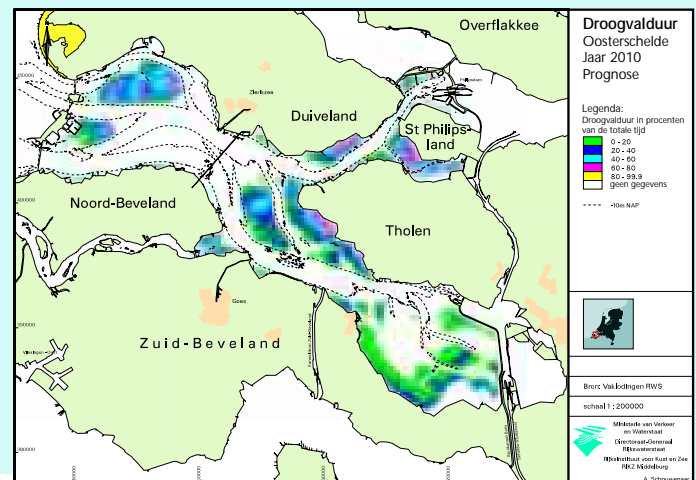 Overflakkee
Zierikzee
Duiveland
St Philips-
land
Noord-Beveland
Tholen
Goes
Zuid-Beveland
Droogvalduur
Oosterschelde
Jaar 2010
Prognose
Legenda:
Droogvalduur in procenten
van de totale tijd
0 - 20
20 - 40
40 - 60
60 - 80
80 - 99.9
geen gegevens
-10m NAP
Bron: Vaklodingen RWS
schaal 1 : 200000
Ministerie van Verkeer
en Waterstaat
Directoraat-Generaal
Rijkswaterstaat
Rijksinstituut voor Kust en Zee
RIKZ Middelburg